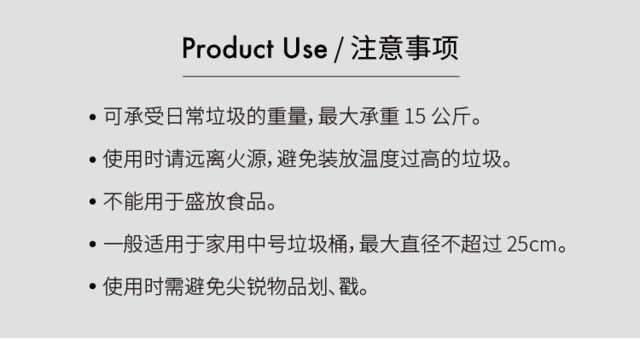 Product Use / 注意事项
• 可承受日常垃圾的重量，最大承重 15 公斤。
• 使用时请远离火源，避免装放温度过高的垃圾。
• 不能用于盛放食品。
• 一般适用于家用中号垃圾桶，最大直径不超过 25cm。
• 使用时需避免尖锐物品划、戳。